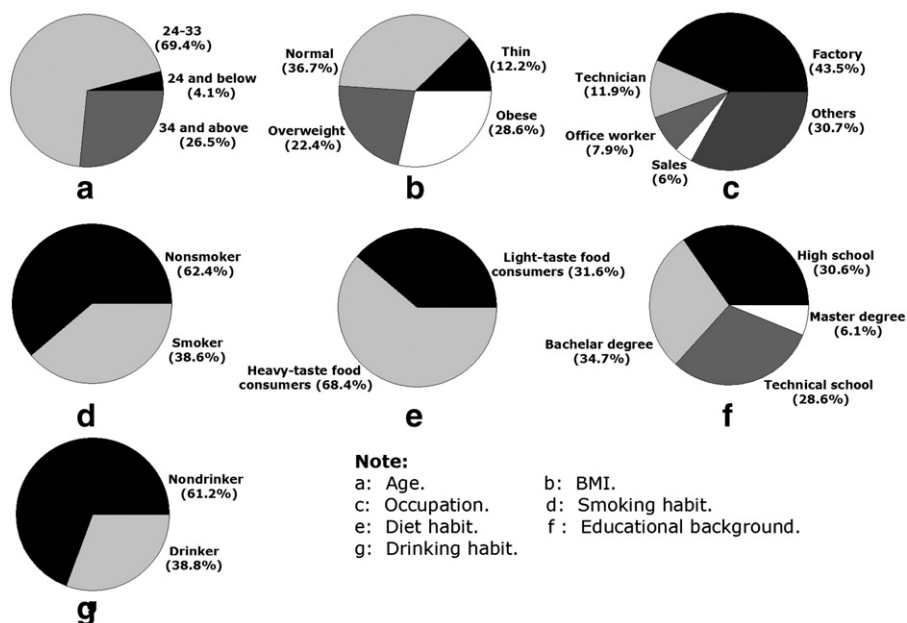 24-33
(69.4%)
24 and below
(4.1%)
34 and above
(26.5%)
a
Normal
(36.7%)
Thin
(12.2%)
Overweight
(22.4%)
Obese
(28.6%)
b
Factory
(43.5%)
Technician
(11.9%)
Others
(30.7%)
Office worker
(7.9%)
Sales
(6%)
c
Nonsmoker
(62.4%)
Smoker
(38.6%)
d
Light-taste food
consumers (31.6%)
Heavy-taste food
consumers (68.4%)
e
High school
(30.6%)
Master degree
(6.1%)
Bachelar degree
(34.7%)
Technical school
(28.6%)
f
Nondrinker
(61.2%)
Drinker
(38.8%)
g
Note:
a: Age. b: BMI.
c: Occupation. d: Smoking habit.
e: Diet habit. f : Educational background.
g: Drinking habit.